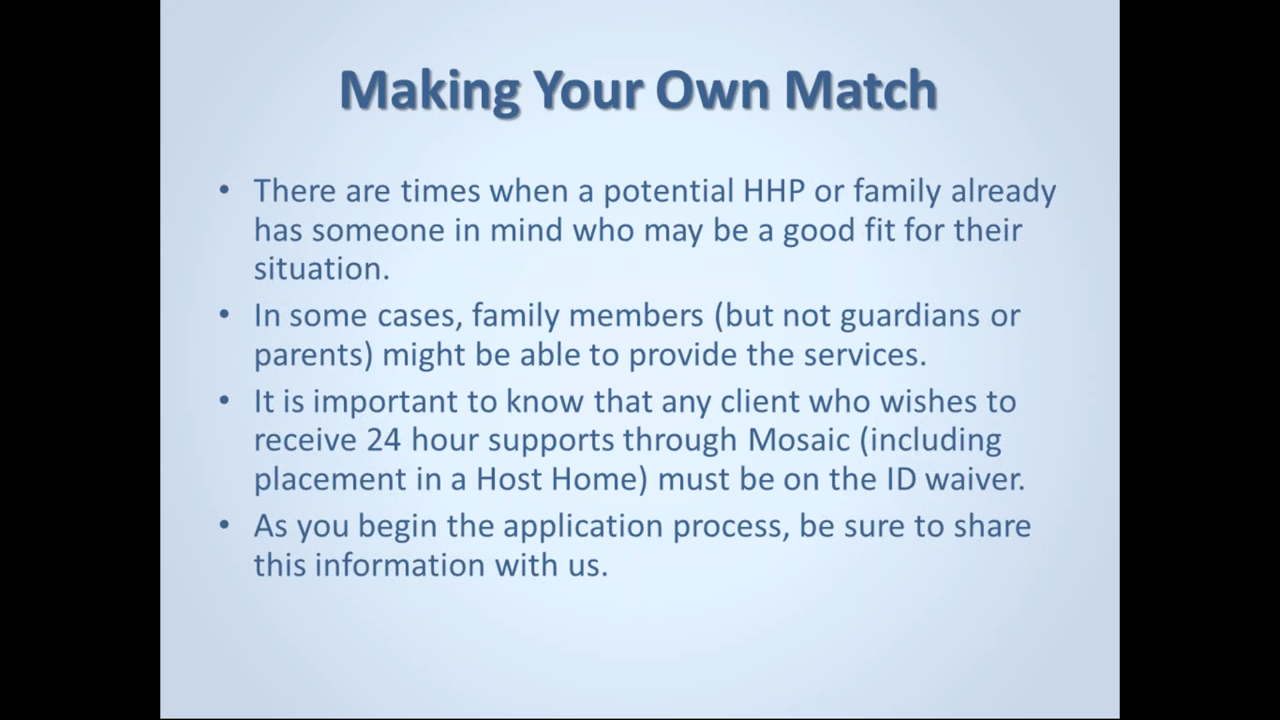 Making Your Own Match
• There are times when a potential HHP or family already
has someone in mind who may be a good fit for their
situation.
• In some cases, family members (but not guardians or
parents) might be able to provide the services.
• It is important to know that any client who wishes to
receive 24 hour supports through Mosaic (including
placement in a Host Home) must be on the ID waiver.
• As you begin the application process, be sure to share
this information with us.